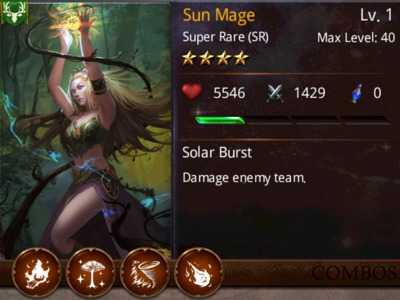 Sun Mage Lv. 1
Super Rare (SR) Max Level: 40
5546 1429 0
Solar Burst
Damage enemy team.
COMBOS